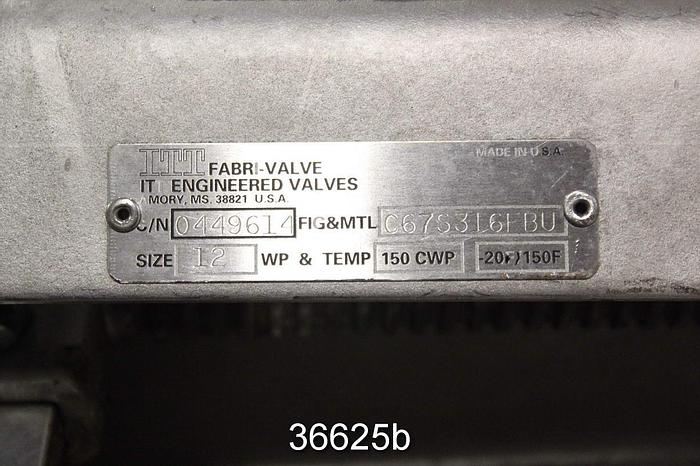 ITT FABRI-VALVE
MADE IN U.S.A.
IT ENGINEERED VALVES
AMORY, MS. 38821 U.S.A.
C/N 0449614 FIG&MTL C67S316FBU
SIZE 12 WP & TEMP 150 CWP -20 150F
36625b